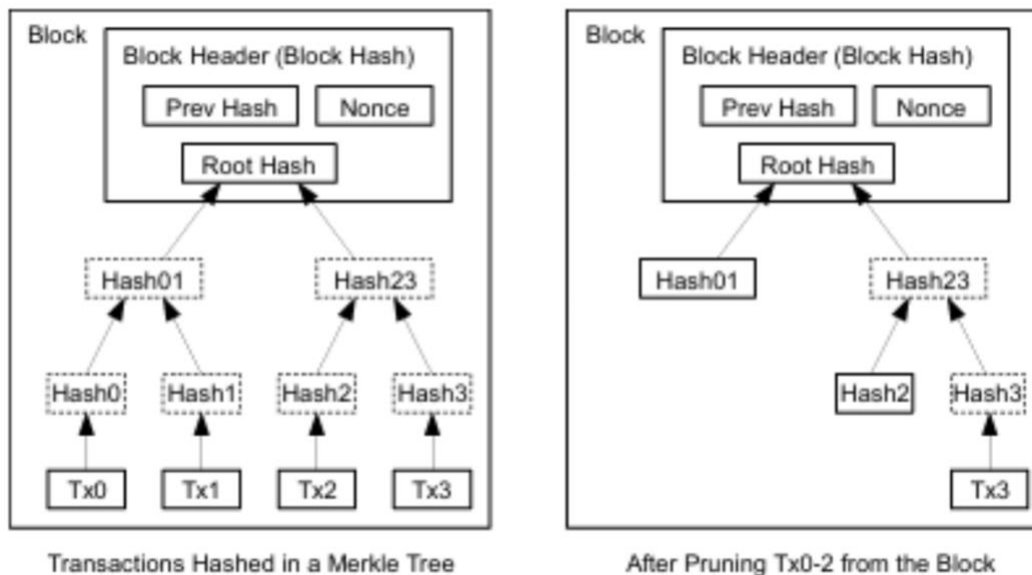 Block
Block Header (Block Hash)
Prev Hash
Nonce
Root Hash
Hash01
Hash23
Hash0
Hash1
Hash2
Hash3
Tx0
Tx1
Tx2
Tx3
Transactions Hashed in a Merkle Tree
Block
Block Header (Block Hash)
Prev Hash
Nonce
Root Hash
Hash01
Hash23
Hash2
Hash3
Tx3
After Pruning Tx0-2 from the Block